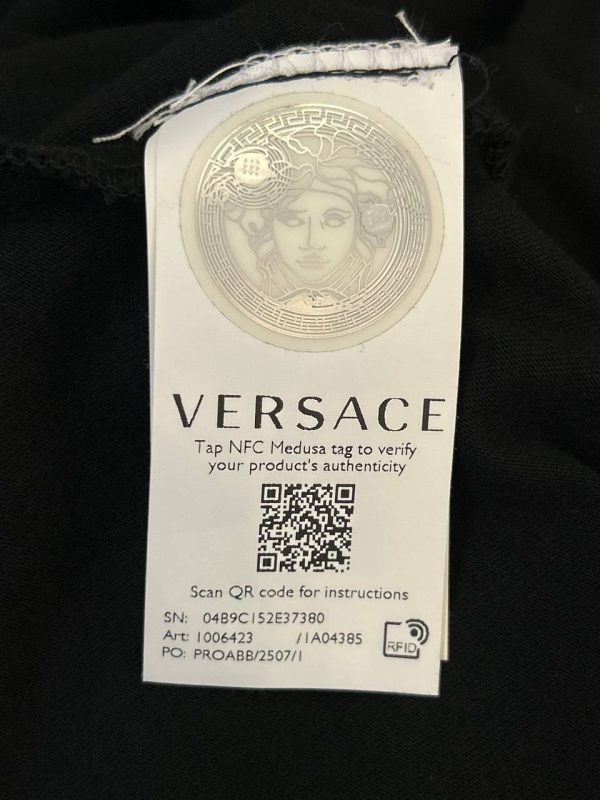 VERSACE
Tap NFC Medusa tag to verify
your product's authenticity
Scan QR code for instructions
SN: 04B9C152E37380
Art: 1006423 /1A04385
PO: PROABB/2507/1
RFID